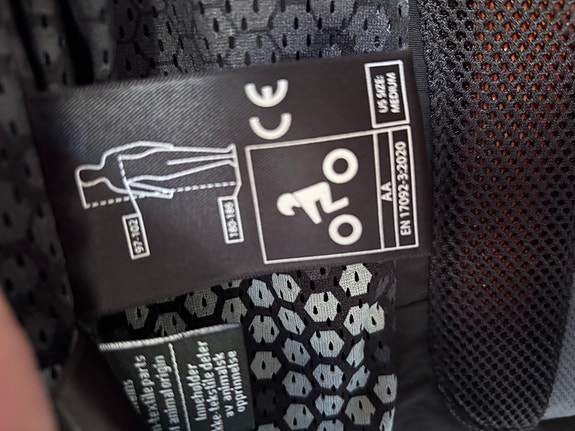 CE
US SIZE:
MEDIUM
97-102
180-186
AA
EN 17092-3:2020
parts
animal origin
Inneholder
ikke-tekstile deler
av animalsk
opprinnelse